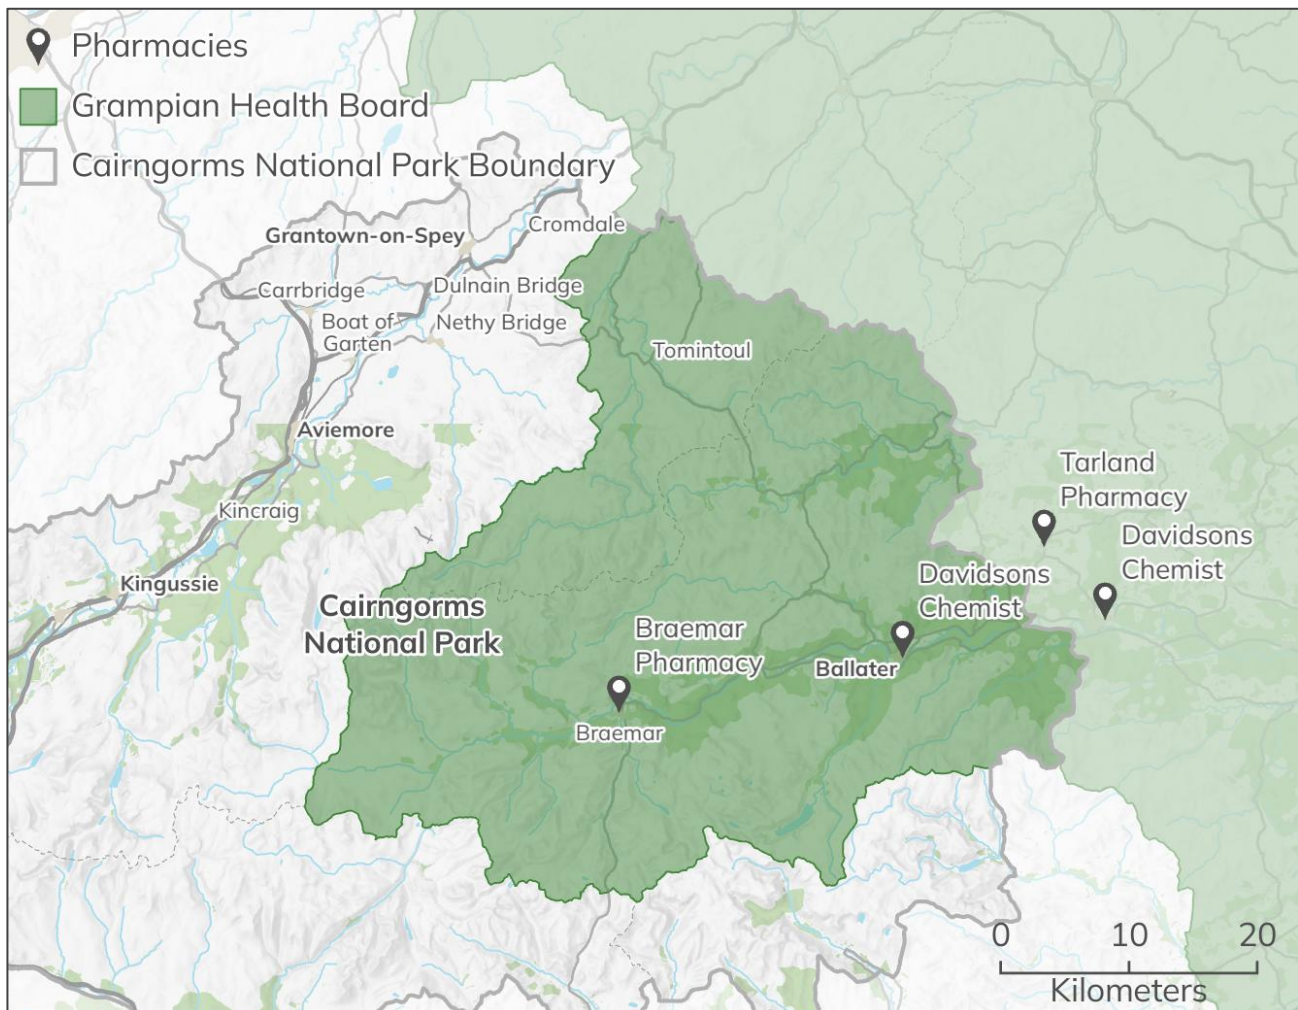 Pharmacies
Grampian Health Board
Cairngorms National Park Boundary
Cromdale
Grantown-on-Spey
Carrbridge
Dulnain Bridge
Boat of
Garten
Nethy Bridge
Tomintoul
Aviemore
Tarland
Pharmacy
Kincraig
Davidsons
Chemist
Kingussie
Davidsons
Chemist
Cairngorms
National Park
Braemar
Pharmacy
Ballater
Braemar
0 10 20
Kilometers